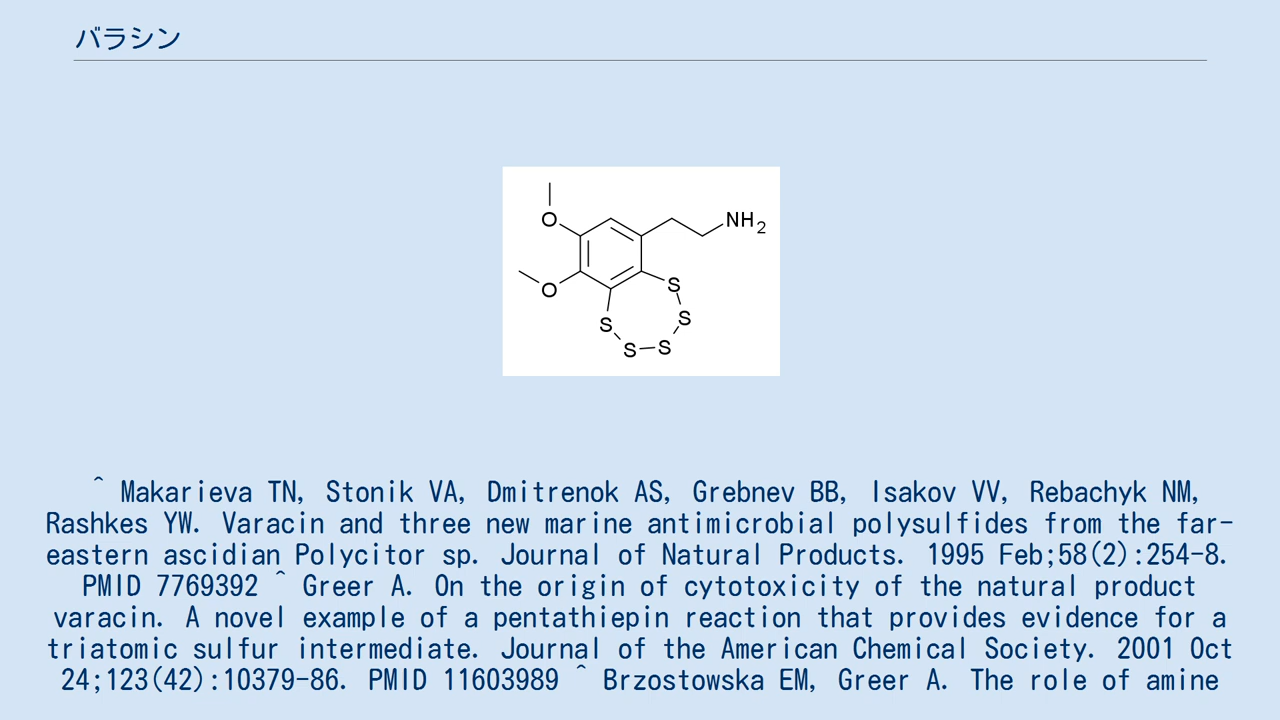 バラシン
O
NH2
O
S
S
S
S
S
^ Makarieva TN, Stonik VA, Dmitrenok AS, Grebnev BB, Isakov VV, Rebachyk NM,
Rashkes YW. Varacin and three new marine antimicrobial polysulfides from the far-
eastern ascidian Polycitor sp. Journal of Natural Products. 1995 Feb;58(2):254-8.
PMID 7769392 ^ Greer A. On the origin of cytotoxicity of the natural product
varacin. A novel example of a pentathiepin reaction that provides evidence for a
triatomic sulfur intermediate. Journal of the American Chemical Society. 2001 Oct
24;123(42):10379-86. PMID 11603989 ^ Brzostowska EM, Greer A. The role of amine